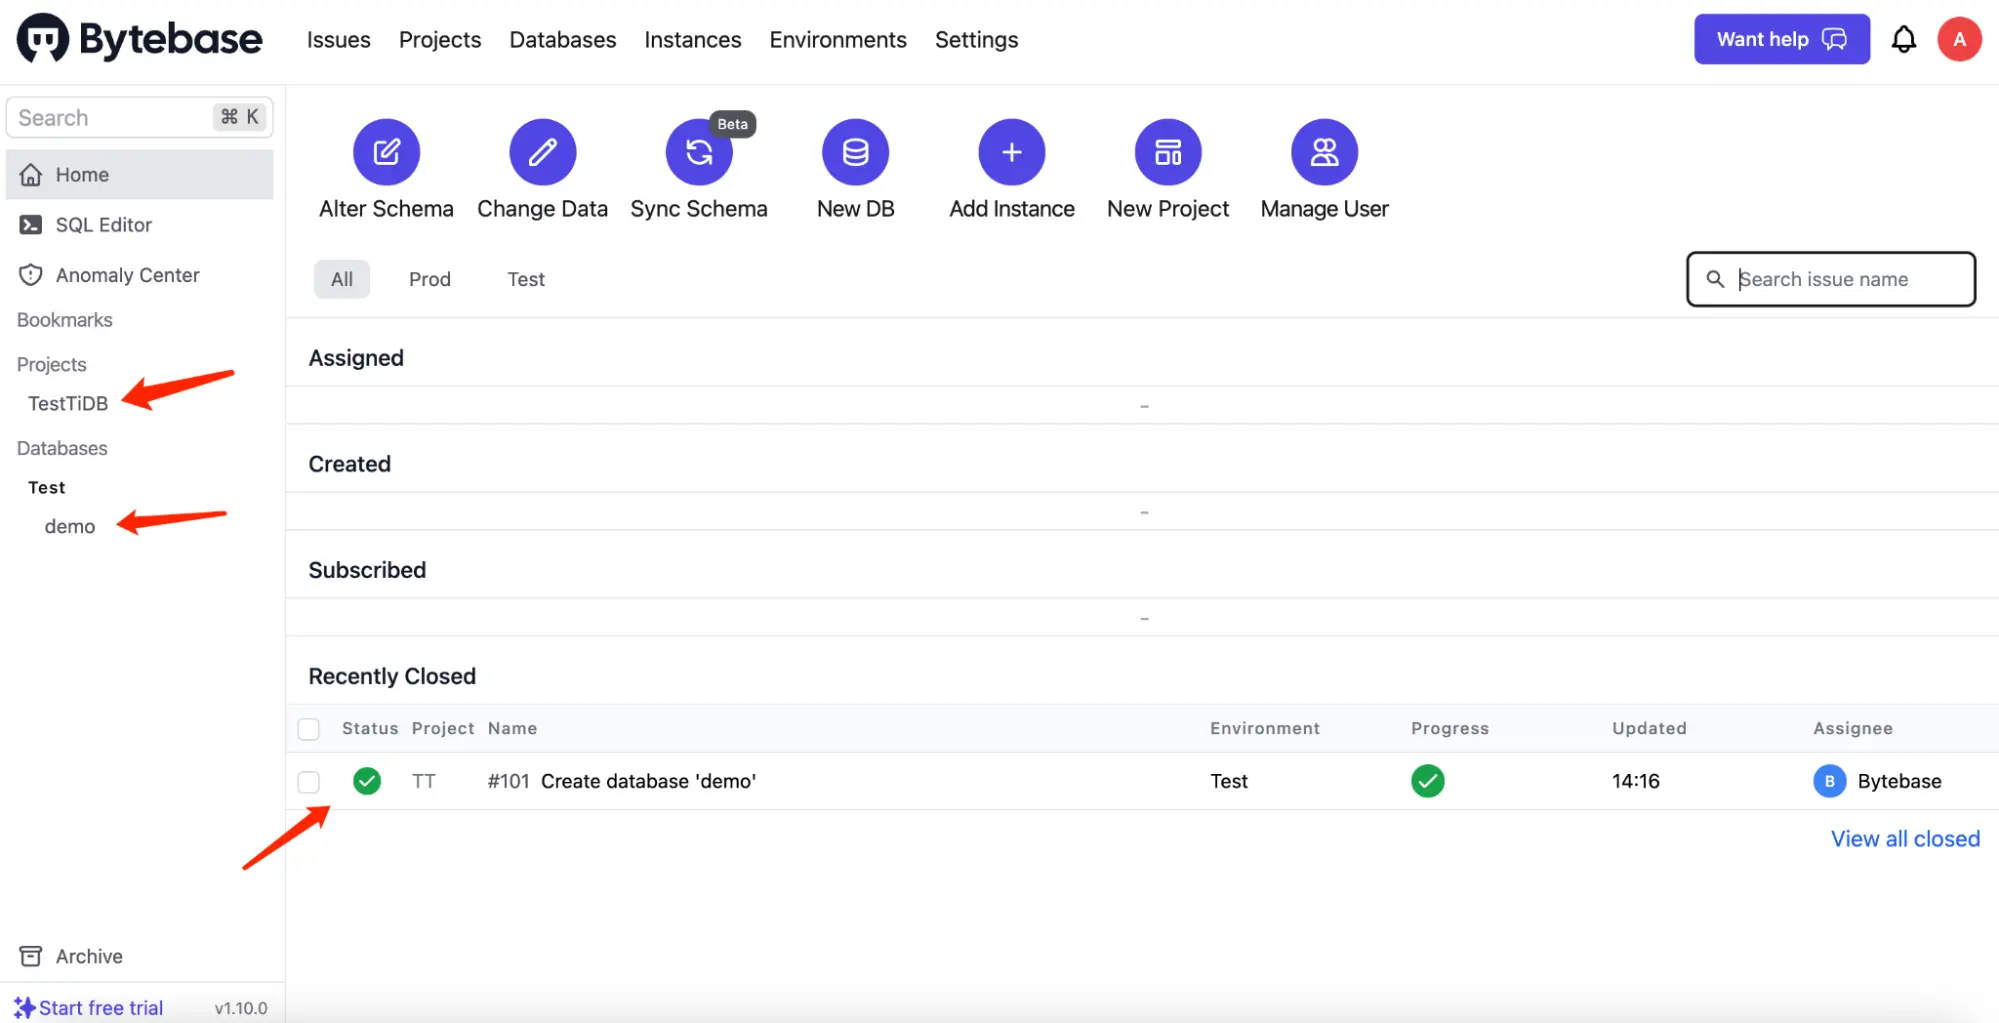 Bytebase Issues Projects Databases Instances Environments Settings Want help A
Search ⌘ K
Home
SQL Editor
Anomaly Center
Bookmarks
Projects
TestTiDB
Databases
Test
demo
Archive
Start free trial v1.10.0
Beta
Alter Schema Change Data Sync Schema New DB Add Instance New Project Manage User
All Prod Test Search issue name
Assigned
–
Created
–
Subscribed
–
Recently Closed
Status Project Name Environment Progress Updated Assignee
TT #101 Create database 'demo' Test 14:16 B Bytebase
View all closed